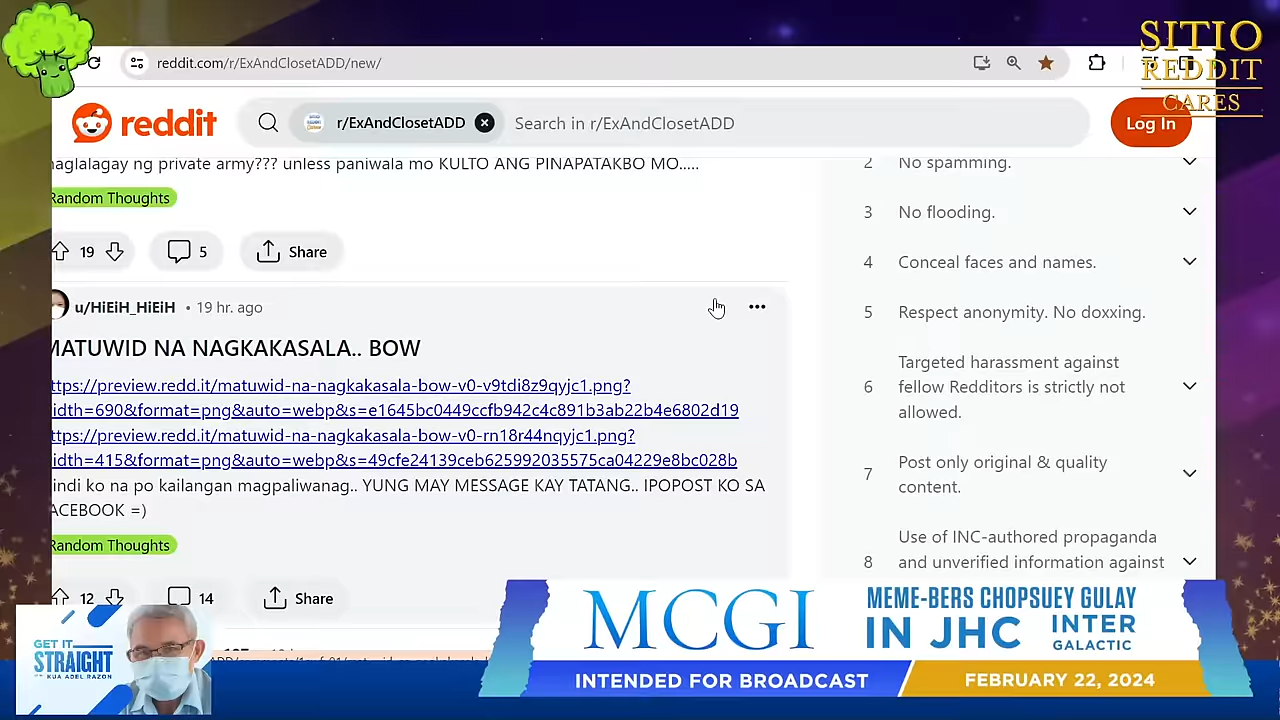 SITIO
REDDIT
CARES
reddit.com/r/ExAndClosetADD/new/
reddit
r/ExAndClosetADD
Search in r/ExAndClosetADD
Log In
aglalagay ng private army??? unless paniwala mo KULTO ANG PINAPATAKBO MO.....
Random Thoughts
19
5
Share
u/HiEiH_HiEiH • 19 hr. ago
MATUWID NA NAGKAKASALA.. BOW
ttps://preview.redd.it/matuwid-na-nagkakasala-bow-v0-v9tdi8z9qyjc1.png?
idth=690&format=png&auto=webp&s=e1645bc0449ccfb942c4c891b3ab22b4e6802d19
ttps://preview.redd.it/matuwid-na-nagkakasala-bow-v0-rn18r44nqyjc1.png?
idth=415&format=png&auto=webp&s=49cfe24139ceb625992035575ca04229e8bc028b
indi ko na po kailangan magpaliwanag.. YUNG MAY MESSAGE KAY TATANG.. IPOPOST KO SA
ACEBOOK =)
Random Thoughts
12
14
Share
2 No spamming.
3 No flooding.
4 Conceal faces and names.
5 Respect anonymity. No doxxing.
6 Targeted harassment against
fellow Redditors is strictly not
allowed.
7 Post only original & quality
content.
8 Use of INC-authored propaganda
and unverified information against
GET IT
STRAIGHT
KUA ADEL RAZON
MCGI
MEME-BERS CHOPSUEY GULAY
IN JHC
INTER
GALACTIC
INTENDED FOR BROADCAST
FEBRUARY 22, 2024